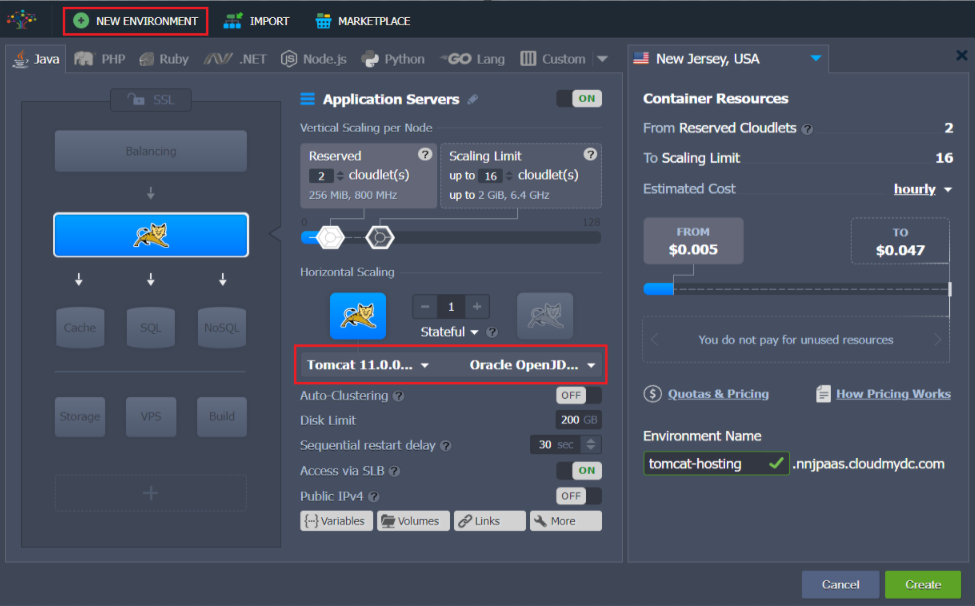 NEW ENVIRONMENT IMPORT MARKETPLACE
Java PHP Ruby .NET Node.js Python GO Lang Custom
SSL
Balancing
Cache SQL NoSQL
Storage VPS Build
Application Servers ON
Vertical Scaling per Node
Reserved ?
2 cloudlet(s)
256 MiB, 800 MHz
Scaling Limit ?
up to 16 cloudlet(s)
up to 2 GiB, 6.4 GHz
0 128
Horizontal Scaling
1
Stateful ?
Tomcat 11.0.0... Oracle OpenJD...
Auto-Clustering ? OFF
Disk Limit 200 GB
Sequential restart delay ? 30 sec
Access via SLB ? ON
Public IPv4 ? OFF
Variables Volumes Links More
New Jersey, USA
Container Resources
From Reserved Cloudlets ? 2
To Scaling Limit 16
Estimated Cost hourly
FROM
$0.005
TO
$0.047
You do not pay for unused resources
Quotas & Pricing How Pricing Works
Environment Name
tomcat-hosting .nnjpaas.cloudmydc.com
Cancel Create